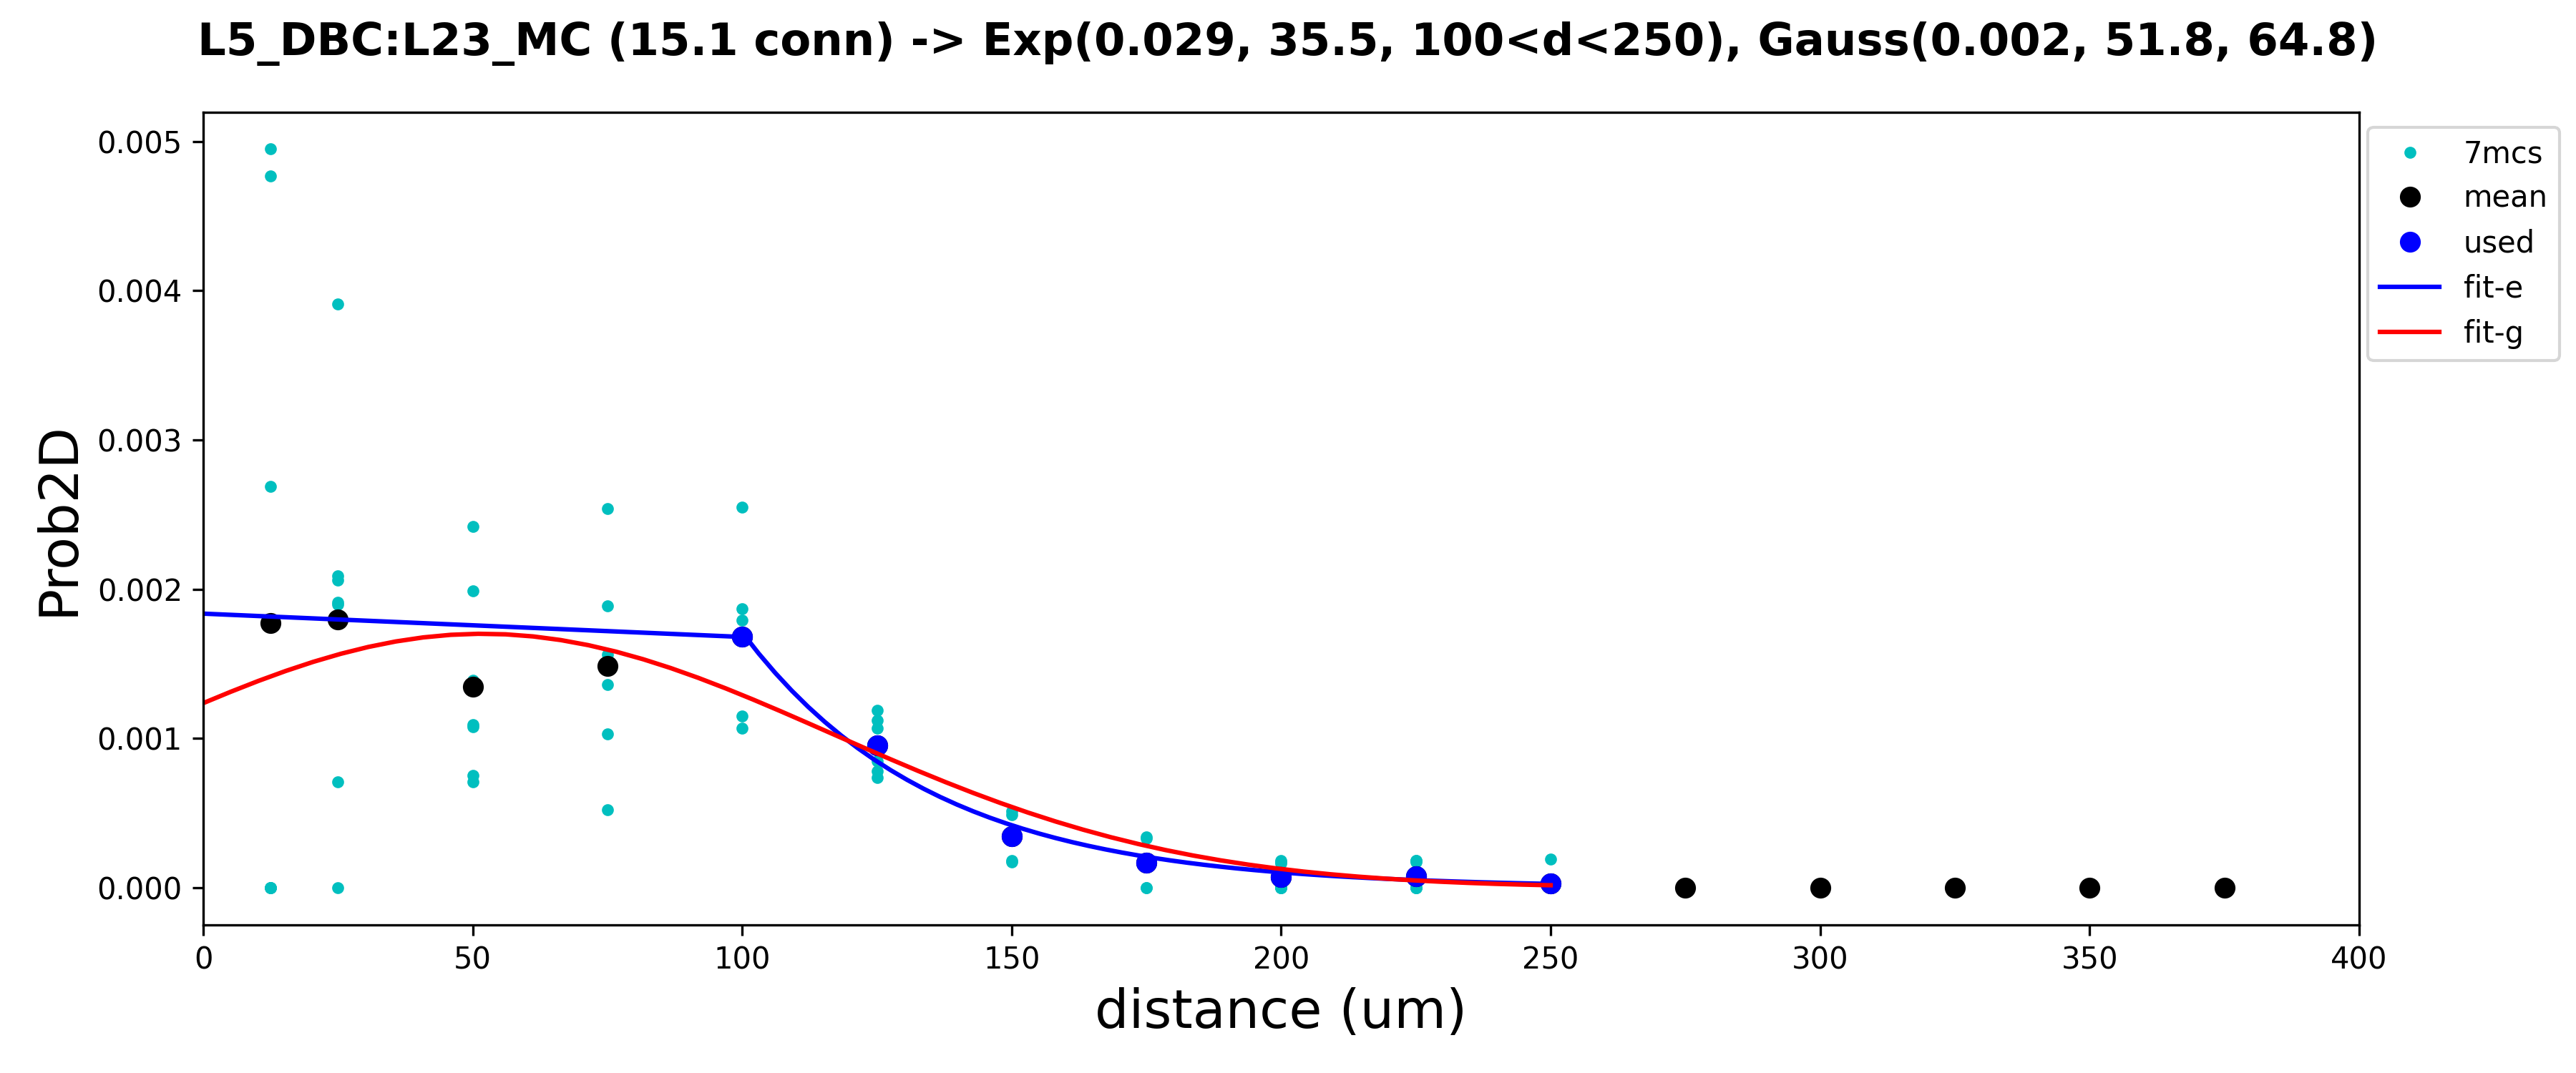 L5_DBC:L23_MC (15.1 conn) -> Exp(0.029, 35.5, 100<d<250), Gauss(0.002, 51.8, 64.8)
0.005
0.004
0.003
0.002
0.001
0.000
Prob2D
0 50 100 150 200 250 300 350 400
distance (um)
7mcs
mean
used
fit-e
fit-g